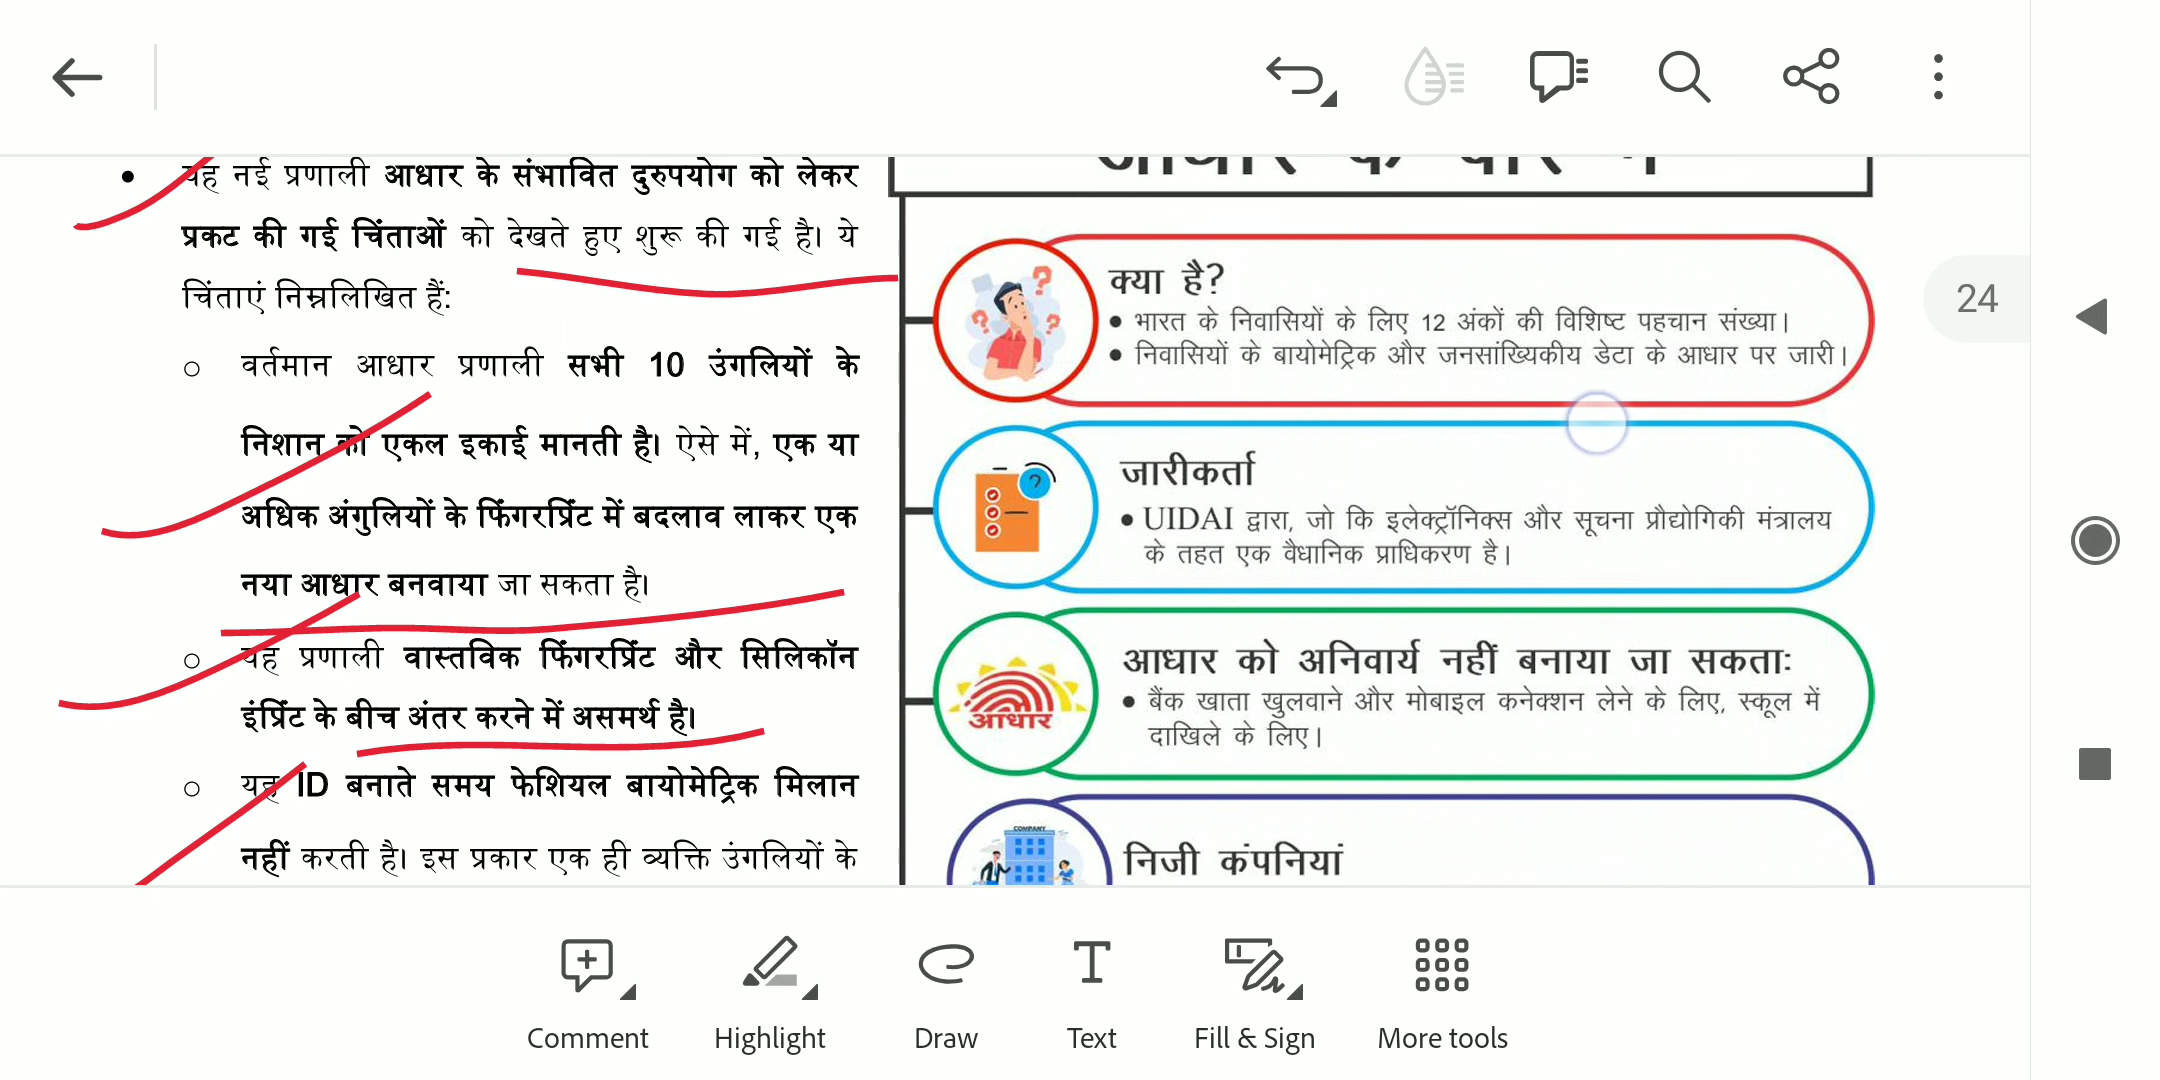 यह नई प्रणाली आधार के संभावित दुरुपयोग को लेकर
प्रकट की गई चिंताओं को देखते हुए शुरू की गई है। ये
चिंताएं निम्नलिखित हैं:
वर्तमान आधार प्रणाली सभी 10 उंगलियों के
निशान को एकल इकाई मानती है। ऐसे में, एक या
अधिक अंगुलियों के फिंगरप्रिंट में बदलाव लाकर एक
नया आधार बनवाया जा सकता है।
यह प्रणाली वास्तविक फिंगरप्रिंट और सिलिकॉन
इंप्रिंट के बीच अंतर करने में असमर्थ है।
यह ID बनाते समय फेशियल बायोमेट्रिक मिलान
नहीं करती है। इस प्रकार एक ही व्यक्ति उंगलियों के
क्या है?
• भारत के निवासियों के लिए 12 अंकों की विशिष्ट पहचान संख्या।
• निवासियों के बायोमेट्रिक और जनसांख्यिकीय डेटा के आधार पर जारी।
जारीकर्ता
• UIDAI द्वारा, जो कि इलेक्ट्रॉनिक्स और सूचना प्रौद्योगिकी मंत्रालय
के तहत एक वैधानिक प्राधिकरण है।
आधार
आधार को अनिवार्य नहीं बनाया जा सकताः
• बैंक खाता खुलवाने और मोबाइल कनेक्शन लेने के लिए, स्कूल में
दाखिले के लिए।
COMPANY
निजी कंपनियां
24
Comment
Highlight
Draw
Text
Fill & Sign
More tools